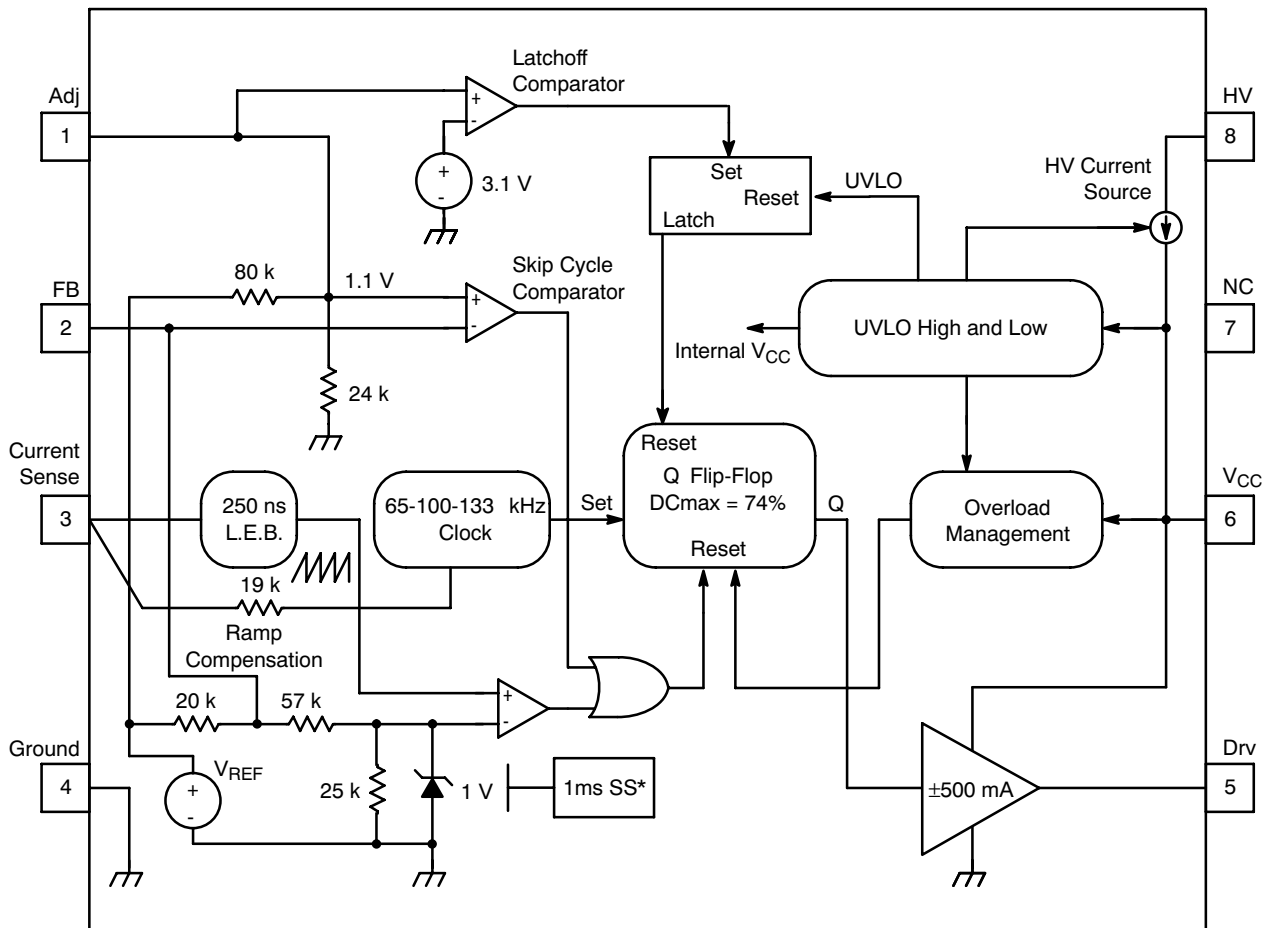 Latchoff
Comparator
Adj
1
+
-
+
-
3.1 V
Set
Reset
Latch
UVLO
HV Current
Source
HV
8
80 k
1.1 V
Skip Cycle
Comparator
+
-
FB
2
Internal VCC
UVLO High and Low
NC
7
24 k
Current
Sense
3
250 ns
L.E.B.
65-100-133 kHz
Clock
Set
Reset
Q Flip-Flop
DCmax = 74%
Reset
Q
Overload
Management
VCC
6
19 k
Ramp
Compensation
20 k
57 k
+
-
Ground
4
VREF
+
-
25 k
1 V
1ms SS*
±500 mA
Drv
5